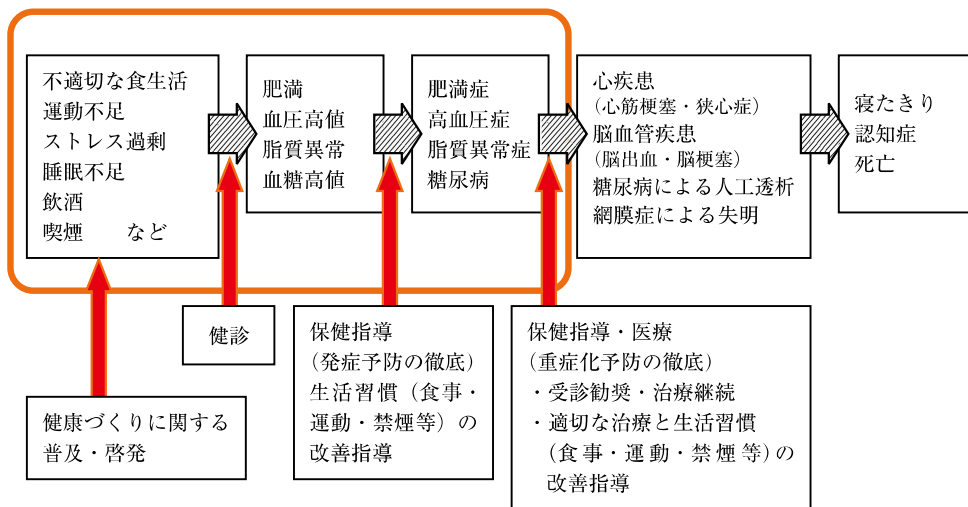 不適切な食生活
運動不足
ストレス過剰
睡眠不足
飲酒
喫煙　　など
肥満
血圧高値
脂質異常
血糖高値
肥満症
高血圧症
脂質異常症
糖尿病
心疾患
（心筋梗塞・狭心症）
脳血管疾患
（脳出血・脳梗塞）
糖尿病による人工透析
網膜症による失明
寝たきり
認知症
死亡
健診
保健指導
（発症予防の徹底）
生活習慣（食事・
運動・禁煙等）の
改善指導
保健指導・医療
（重症化予防の徹底）
・受診勧奨・治療継続
・適切な治療と生活習慣
（食事・運動・禁煙等）の
改善指導
健康づくりに関する
普及・啓発